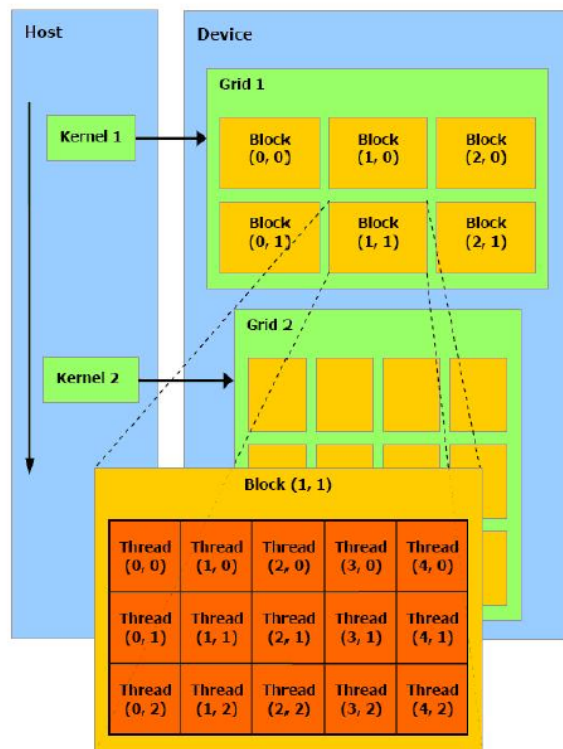 Host
Device
Grid 1
Kernel 1
Block
(0, 0)
Block
(1, 0)
Block
(2, 0)
Block
(0, 1)
Block
(1, 1)
Block
(2, 1)
Grid 2
Kernel 2
Block (1, 1)
Thread
(0, 0)
Thread
(1, 0)
Thread
(2, 0)
Thread
(3, 0)
Thread
(4, 0)
Thread
(0, 1)
Thread
(1, 1)
Thread
(2, 1)
Thread
(3, 1)
Thread
(4, 1)
Thread
(0, 2)
Thread
(1, 2)
Thread
(2, 2)
Thread
(3, 2)
Thread
(4, 2)